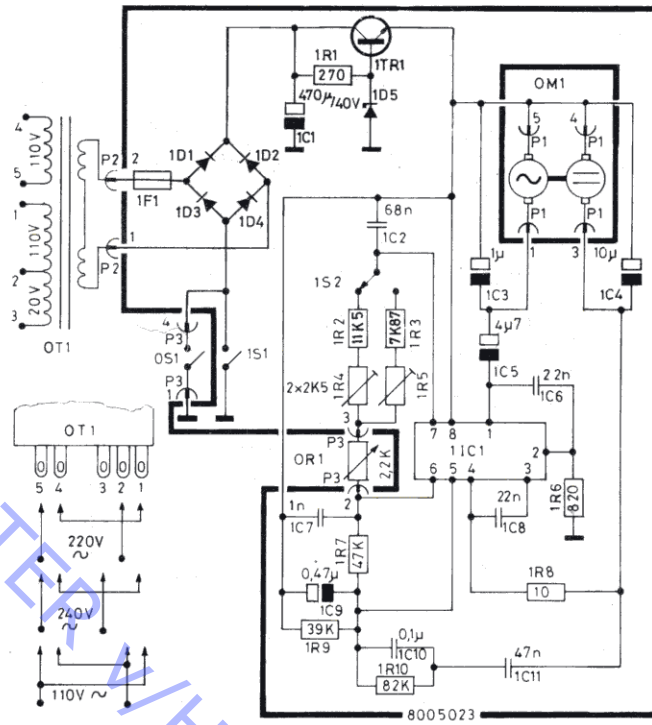 1TR1
1R1
270
470µ/40V
1D5
1C1
OM1
5
4
P1
P1
P1
P1
1
3
10µ
1µ
1C3
1C4
4
110V
5
1
110V
2
20V
3
OT1
P2
2
1F1
1
P2
1D1
1D2
1D3
1D4
68n
1C2
1S2
4
P3
OS1
P3
1
1S1
1R2
11K5
7K87
1R3
2x2K5
1R4
1R5
4µ7
1C5
22n
1C6
3
P3
OR1
2,2K
P3
2
7
8
1
1IC1
2
6
5
4
3
22n
1C8
1R6
820
OT1
5
4
3
2
1
220V
~
240V
~
110V ~
1n
1C7
1R7
47K
0,47µ
1C9
39K
1R9
1R8
10
0,1µ
1C10
1R10
82K
47n
1C11
8005023
TER V/H